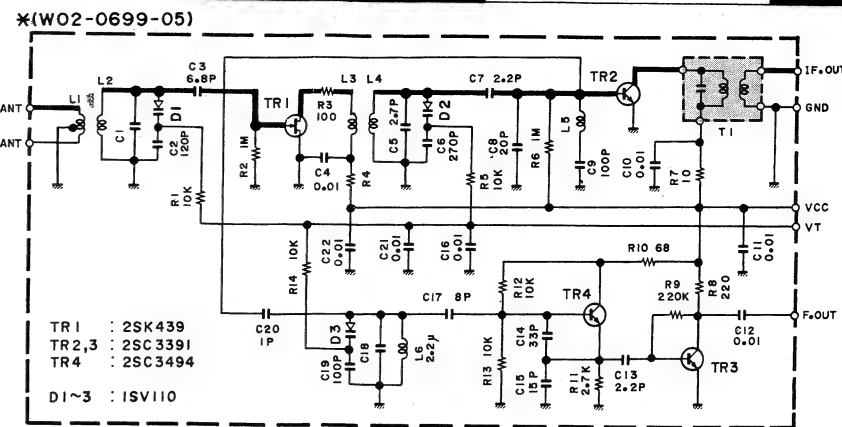 ※(W02-0699-05)
ANT
ANT
L1
L2
C1
D1
C2
120P
C3
6.8P
R1
10K
R2 1M
TR1
R3
100
C4
0.01
L3
R4
L4
C5 2.7P
D2
C6
270P
R5
10K
C7 2.2P
C8
20P
R6 1M
L5
C9
100P
TR2
T1
C10
0.01
R7
10
IF.OUT
GND
VCC
VT
C11
0.01
C22
0.01
C21
0.01
C16
0.01
R14
10K
C20
1P
D3
C19
100P
C18
L6
2.2μ
C17 8P
R12
10K
R13 10K
C14
33P
C15
15P
TR4
R11
2.7K
C13
2.2P
R10 68
R9
220K
R8
220
TR3
C12
0.01
F.OUT
TR1 : 2SK439
TR2,3 : 2SC3391
TR4 : 2SC3494
D1~3 : 1SV110